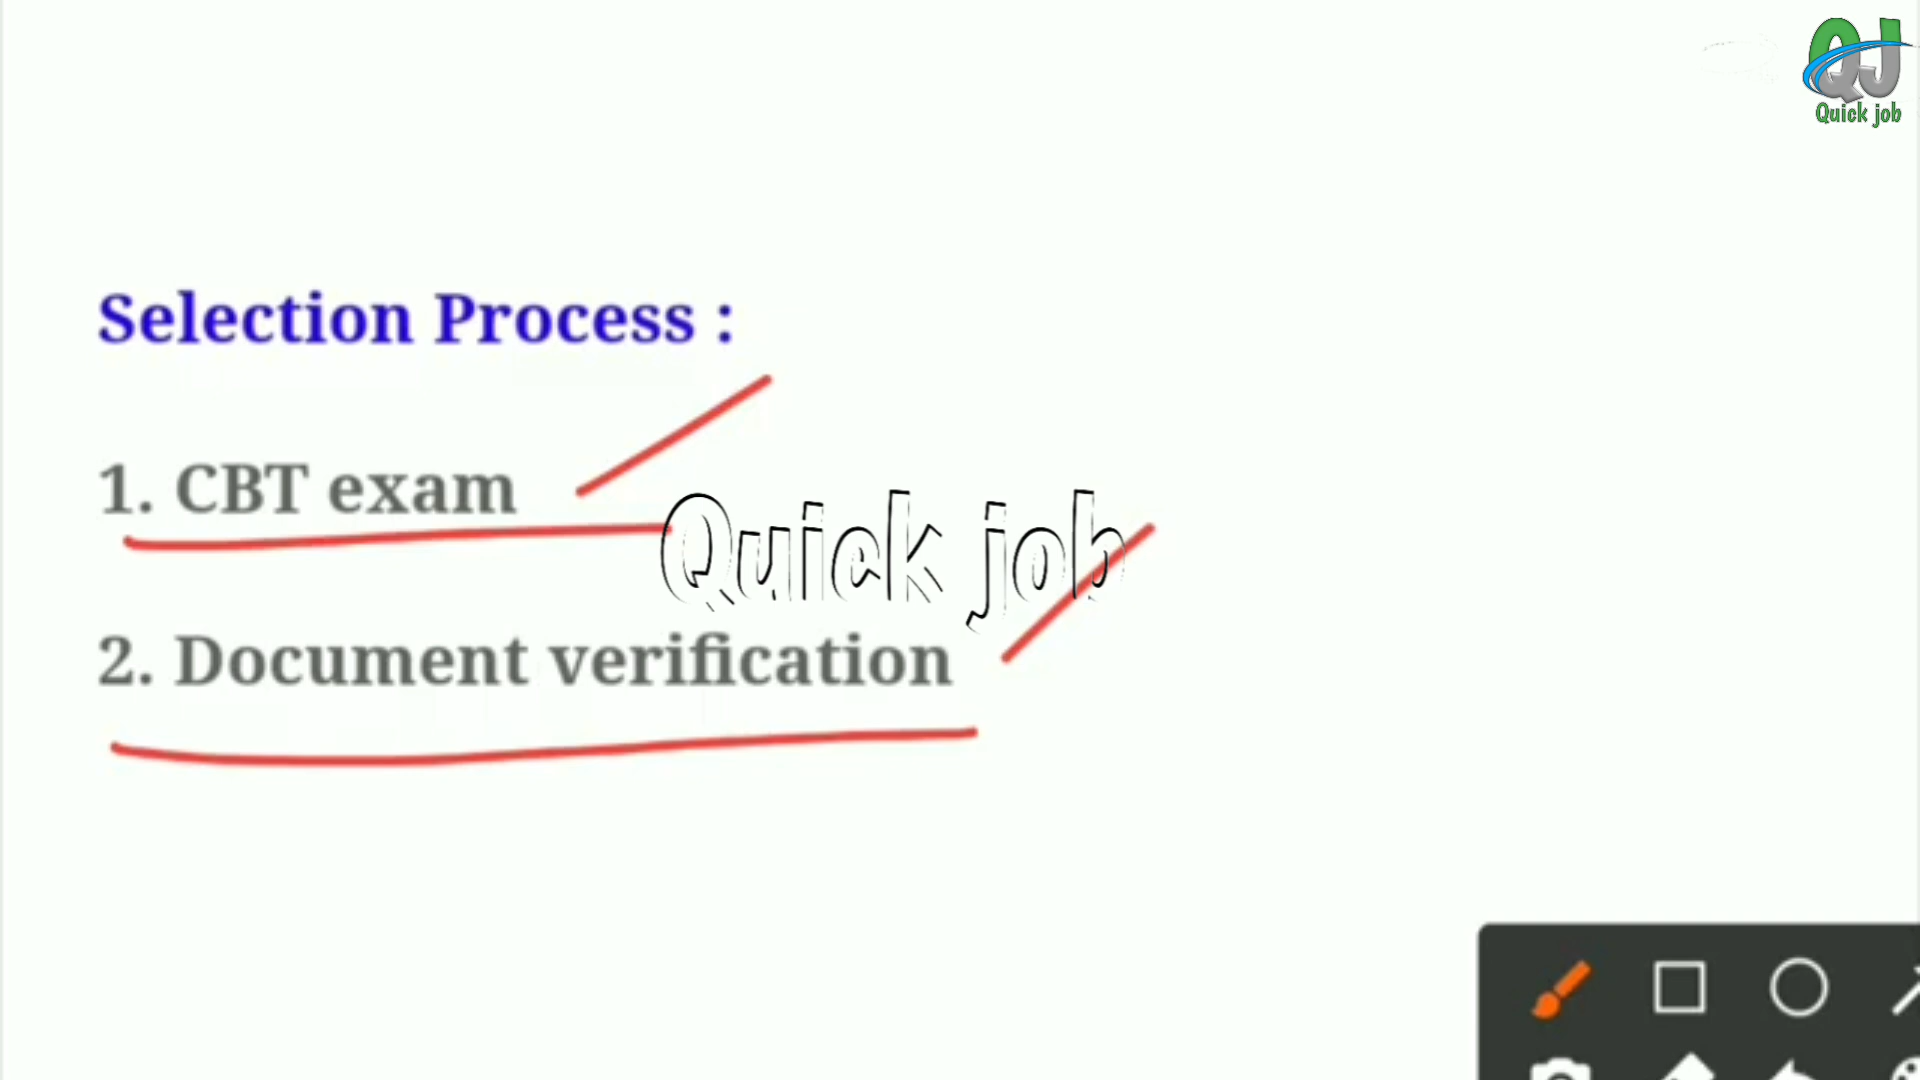 QJ
Quick job
Selection Process :
1. CBT exam
Quick job
2. Document verification